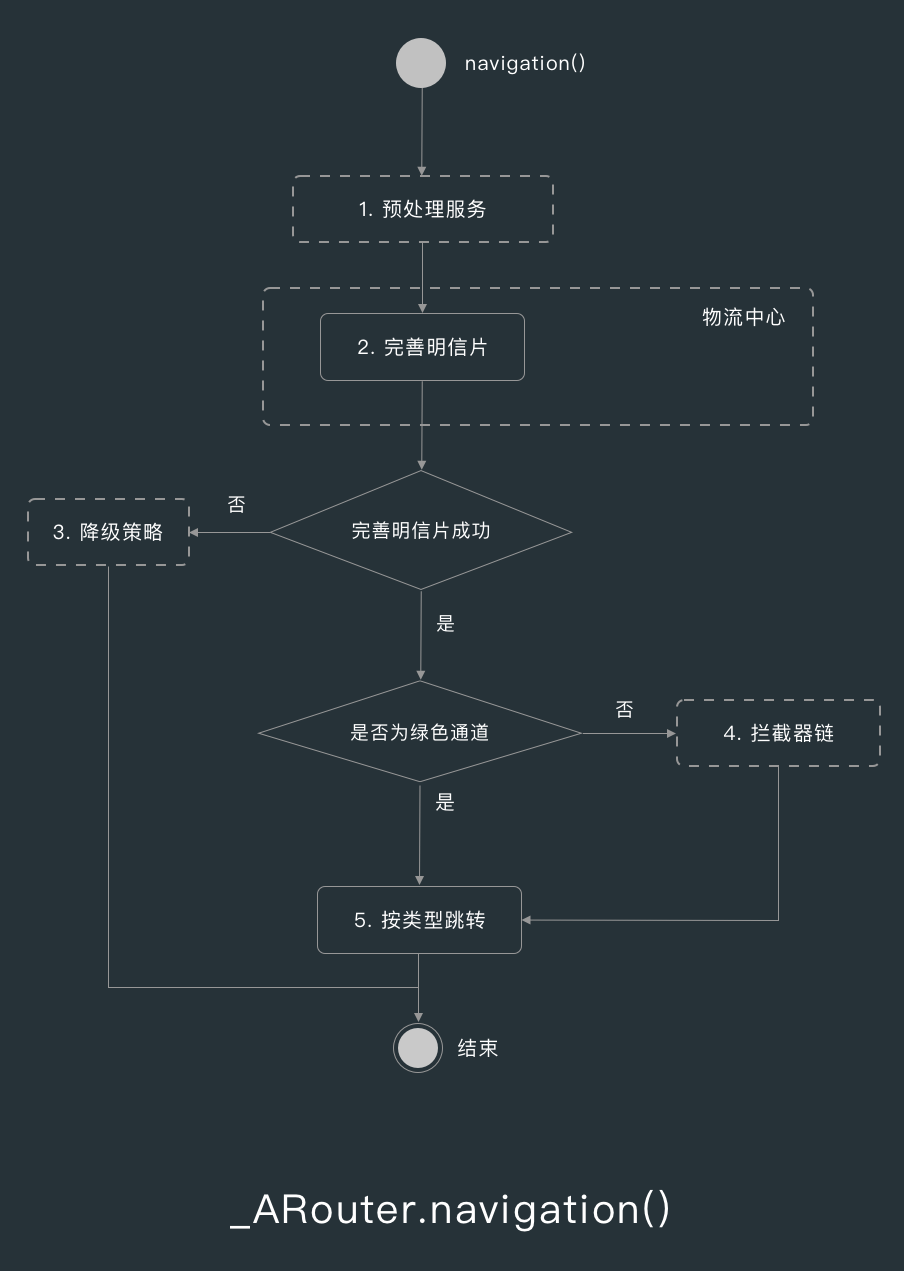 navigation()
1. 预处理服务
物流中心
2. 完善明信片
完善明信片成功
否
3. 降级策略
是
是否为绿色通道
否
4. 拦截器链
是
5. 按类型跳转
结束
_ARouter.navigation()